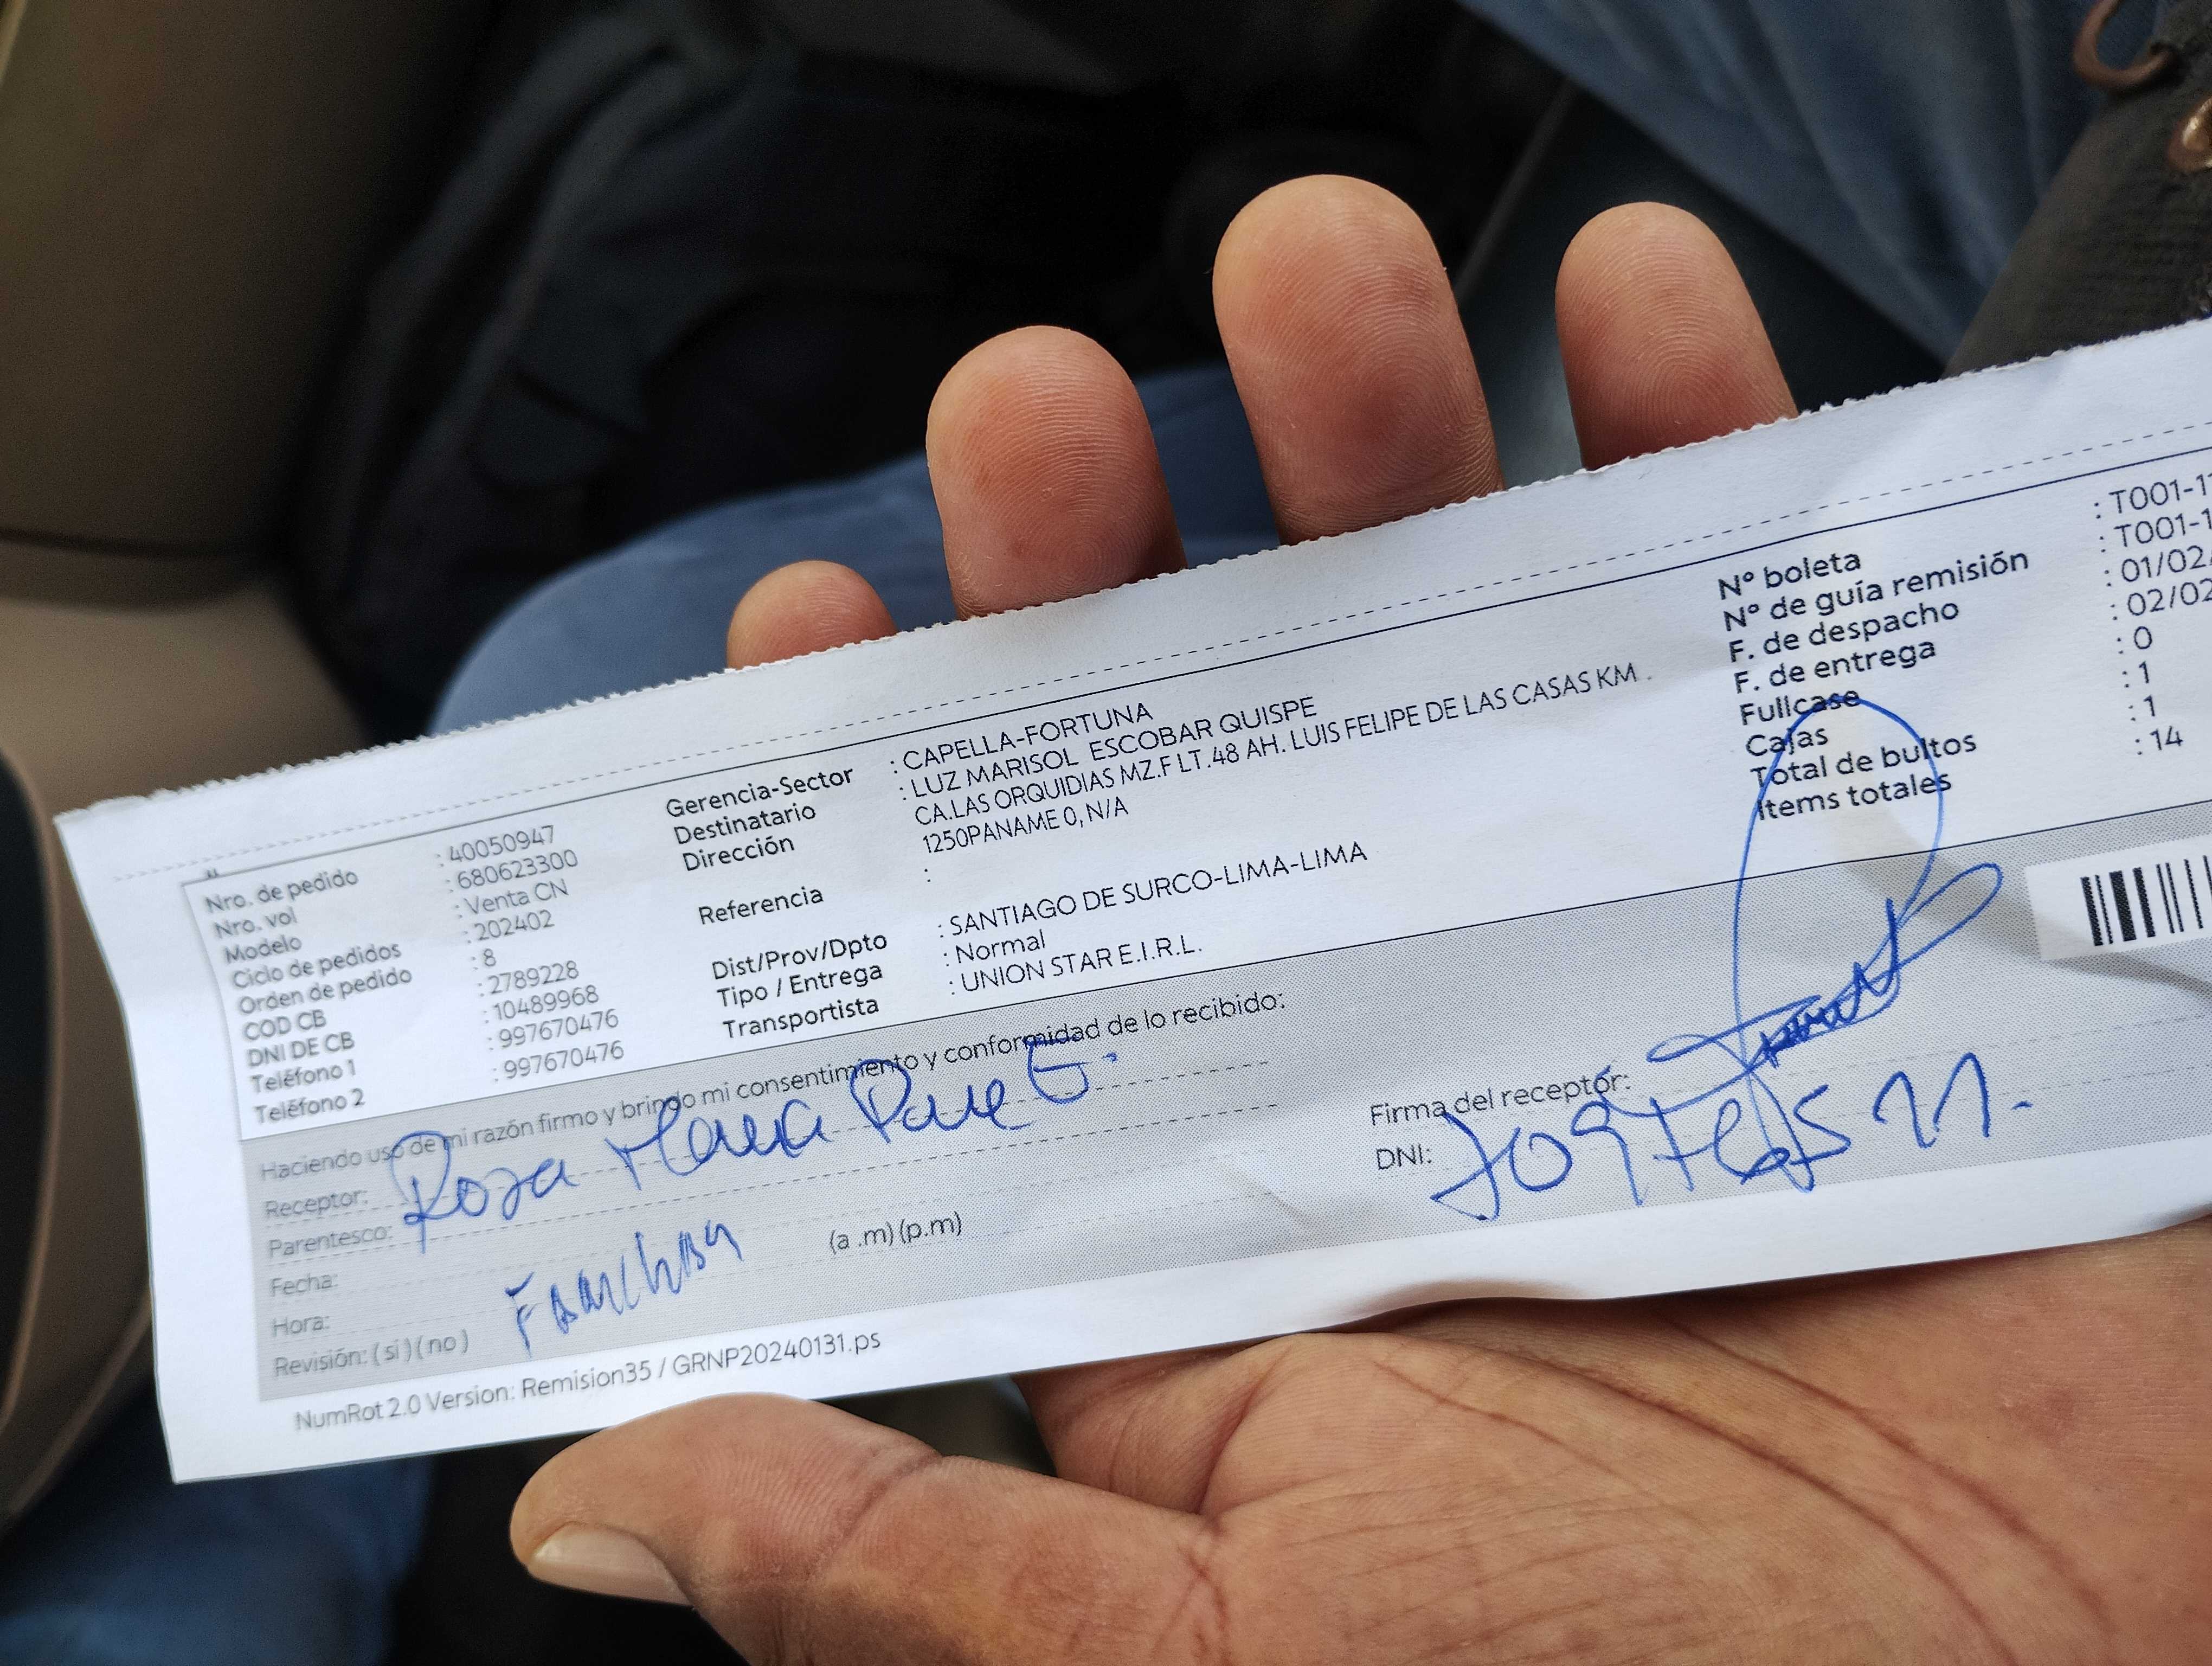 Nro. de pedido : 40050947
Nro. vol : 680623300
Modelo : Venta CN
Ciclo de pedidos : 202402
Orden de pedido : 8
COD CB : 2789228
DNI DE CB : 10489968
Teléfono 1 : 997670476
Teléfono 2 : 997670476
Gerencia-Sector : CAPELLA-FORTUNA
Destinatario : LUZ MARISOL ESCOBAR QUISPE
Dirección : CA.LAS ORQUIDIAS MZ.F LT.48 AH. LUIS FELIPE DE LAS CASAS KM .
1250PANAME 0, N/A
Referencia :
Dist/Prov/Dpto : SANTIAGO DE SURCO-LIMA-LIMA
Tipo / Entrega : Normal
Transportista : UNION STAR E.I.R.L.
Nº boleta : T001-1
Nº de guía remisión : T001-1
F. de despacho : 01/02
F. de entrega : 02/02
Fullcase : 0
Cajas : 1
Total de bultos : 1
Items totales : 14
Haciendo uso de mi razón firmo y brindo mi consentimiento y conformidad de lo recibido:
Receptor: Rosa Maria
Parentesco:
Fecha:
Hora: (a .m) (p.m)
Revisión: ( si ) ( no )
Firma del receptor:
DNI:
NumRot 2.0 Version: Remision35 / GRNP20240131.ps